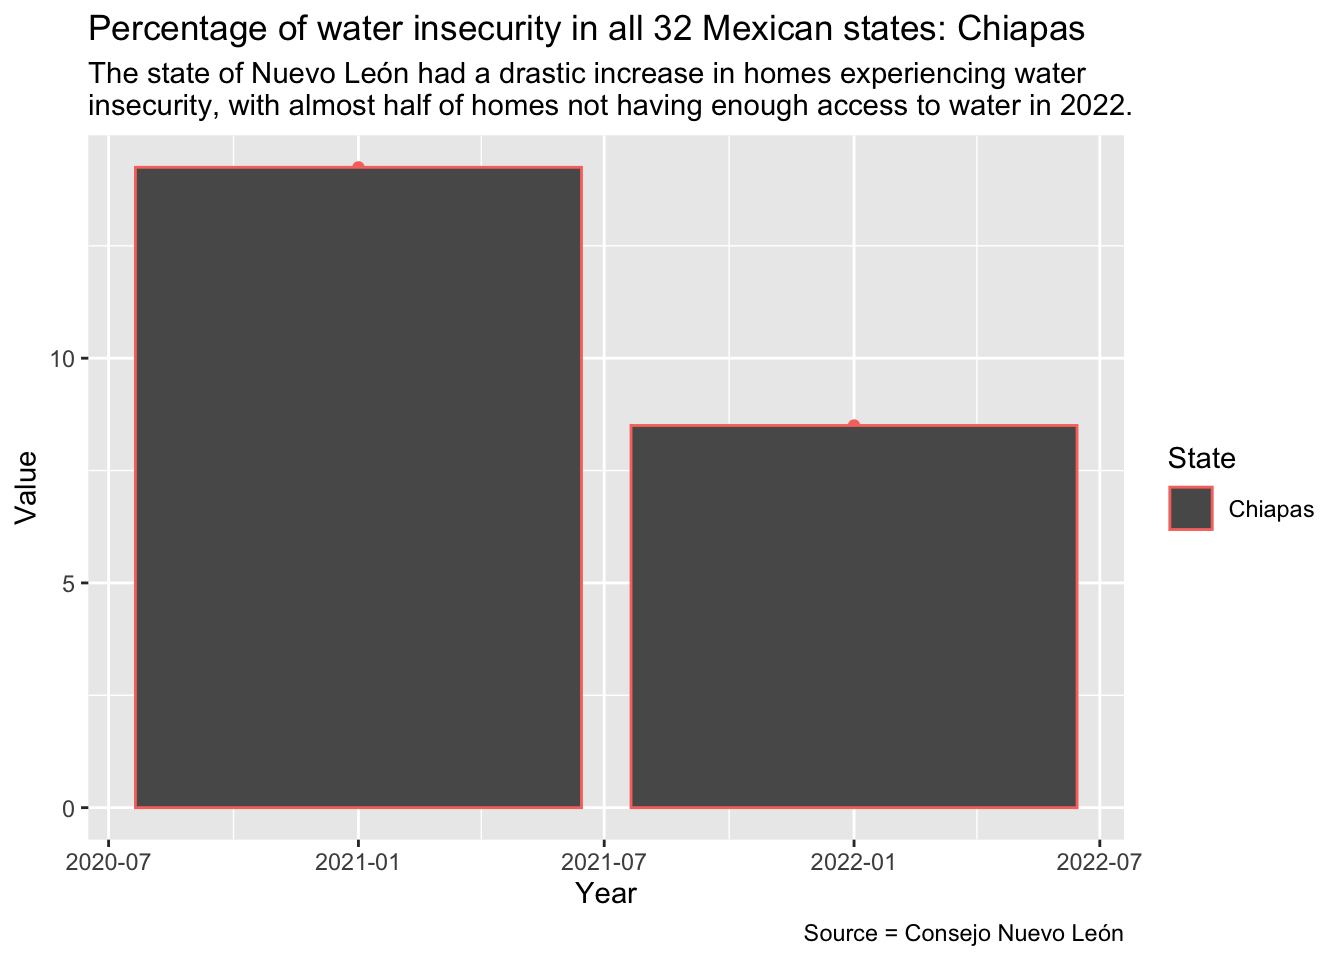 Percentage of water insecurity in all 32 Mexican states: Chiapas
The state of Nuevo León had a drastic increase in homes experiencing water
insecurity, with almost half of homes not having enough access to water in 2022.
Value
10
5
0
2020-07
2021-01
2021-07
2022-01
2022-07
Year
State
Chiapas
Source = Consejo Nuevo León